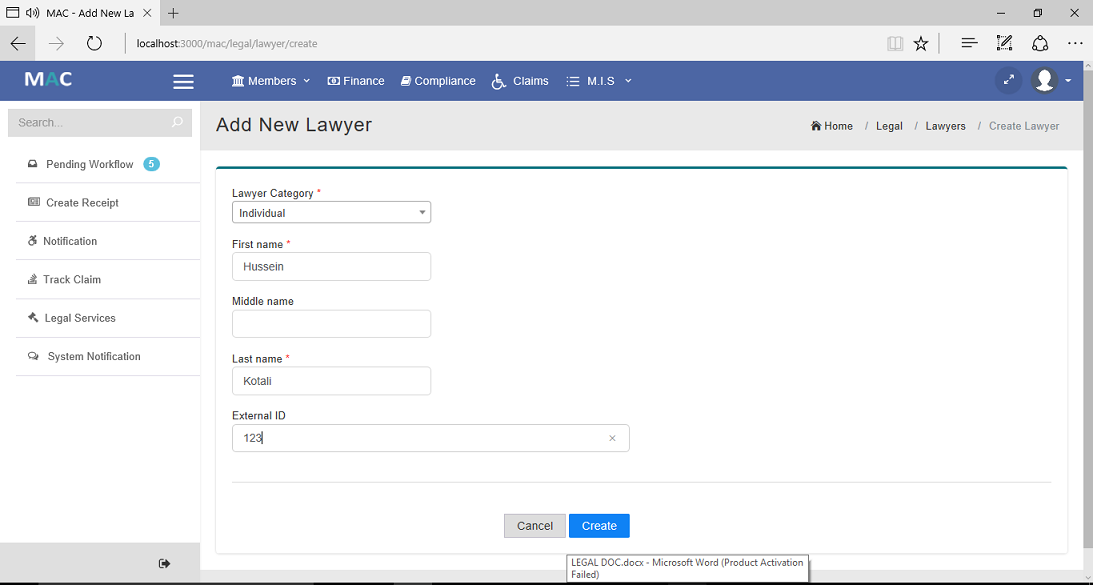 MAC - Add New La
localhost:3000/mac/legal/lawyer/create
MAC
Members
Finance
Compliance
Claims
M.I.S
Search...
Add New Lawyer
Home / Legal / Lawyers / Create Lawyer
Pending Workflow 5
Create Receipt
Notification
Track Claim
Legal Services
System Notification
Lawyer Category *
Individual
First name *
Hussein
Middle name
Last name *
Kotali
External ID
123
Cancel
Create
LEGAL DOC.docx - Microsoft Word (Product Activation
Failed)